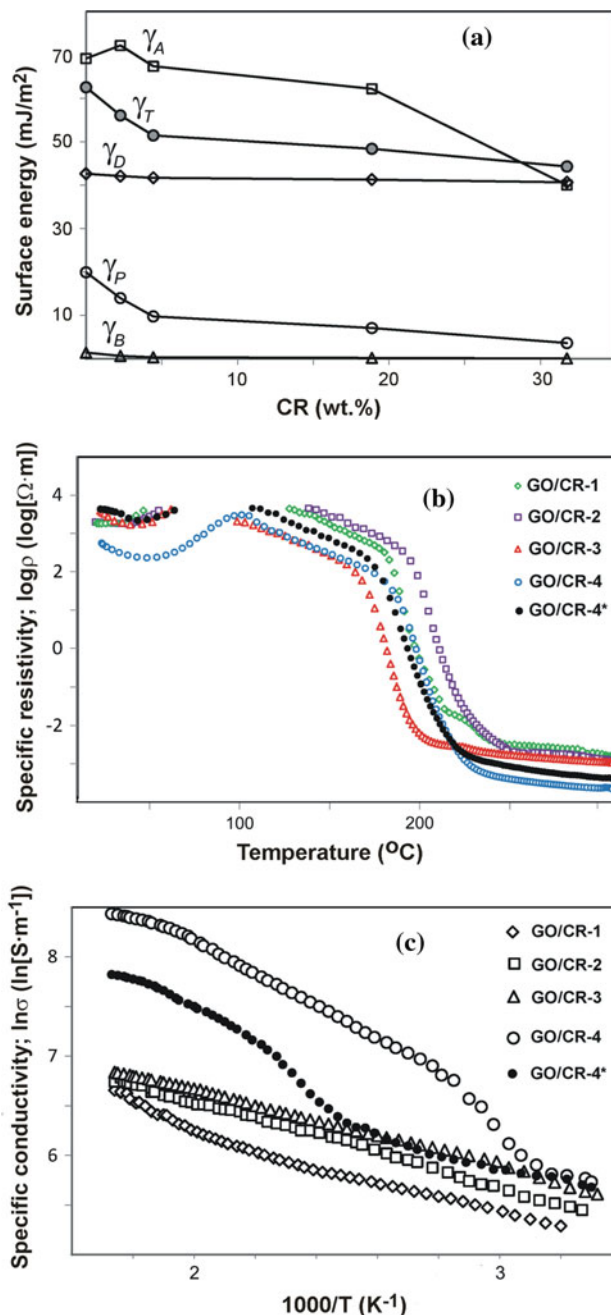 (a)
70
50
30
10
Surface energy (mJ/m²)
γA
γT
γD
γP
γB
10
20
30
CR (wt.%)
(b)
4
2
0
-2
Specific resistivity; logρ (log[Ω·m)
GO/CR-1
GO/CR-2
GO/CR-3
GO/CR-4
GO/CR-4*
100
200
Temperature (ºC)
(c)
8
7
6
Specific conductivity; lnσ (ln[S·m⁻¹])
GO/CR-1
GO/CR-2
GO/CR-3
GO/CR-4
GO/CR-4*
2
3
1000/T (K⁻¹)